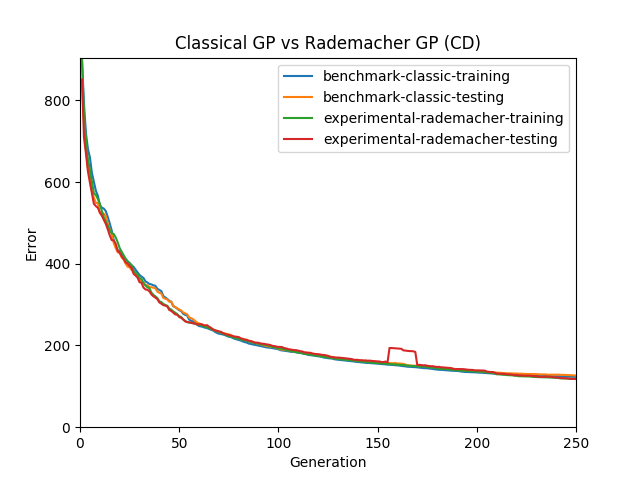 Classical GP vs Rademacher GP (CD)
benchmark-classic-training
benchmark-classic-testing
experimental-rademacher-training
experimental-rademacher-testing
Error
800
600
400
200
0
0 50 100 150 200 250
Generation